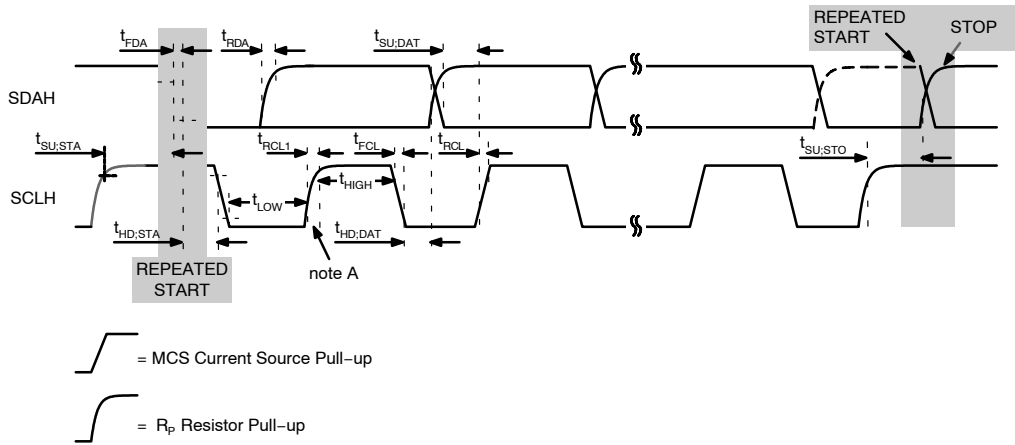 REPEATED
START
STOP
tFDA
tRDA
tSU;DAT
SDAH
tSU;STA
tRCL1
tFCL
tRCL
tSU;STO
tHIGH
SCLH
tLOW
tHD;STA
tHD;DAT
note A
REPEATED
START
= MCS Current Source Pull−up
= RP Resistor Pull−up